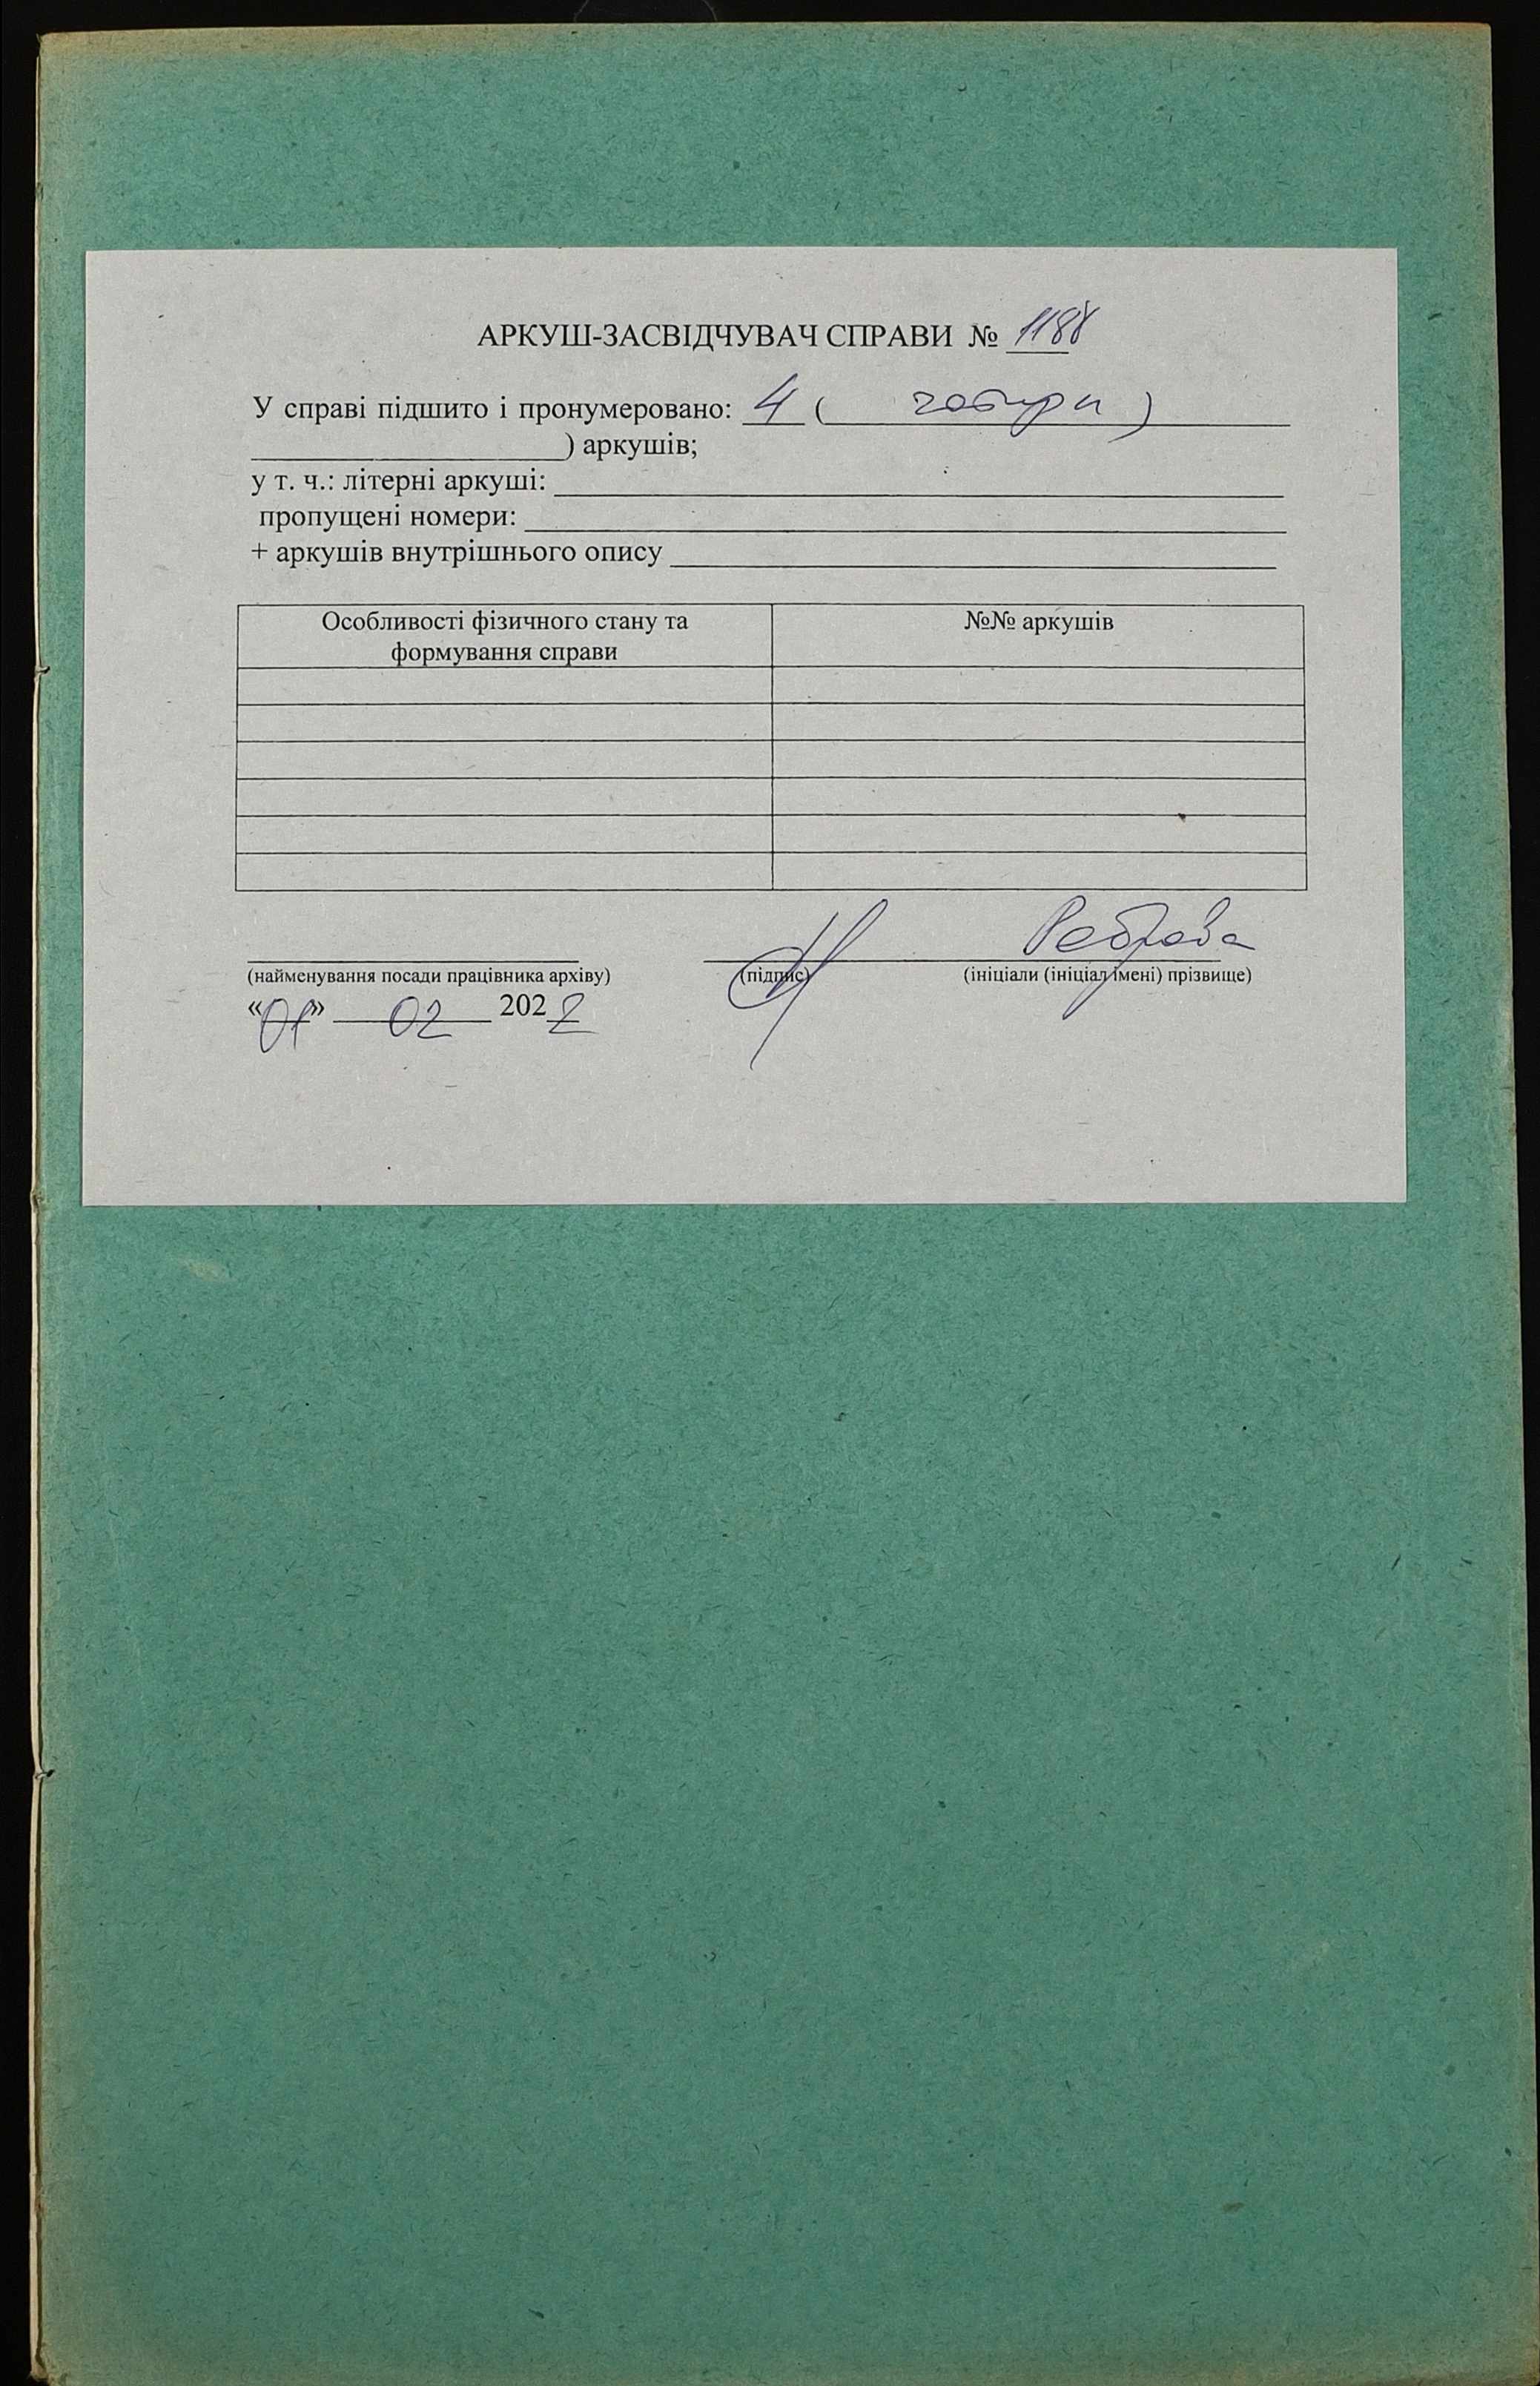 АРКУШ-ЗАСВІДЧУВАЧ СПРАВИ № 1188
У справі підшито і пронумеровано: 4 ( чотири )
) аркушів;
у т. ч.: літерні аркуші:
пропущені номери:
+ аркушів внутрішнього опису
Особливості фізичного стану та
формування справи
№№ аркушів
Реброва
(найменування посади працівника архіву) (підпис) (ініціали (ініціал імені) прізвище)
«01» 02 2022